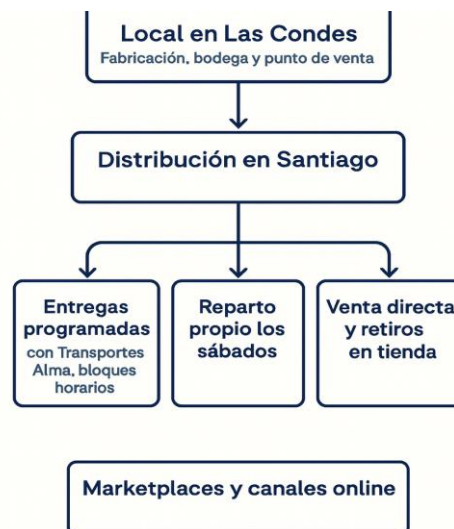 Local en Las Condes
Fabricación, bodega y punto de venta
Distribución en Santiago
Entregas
programadas
con Transportes
Alma, bloques
horarios
Reparto
propio los
sábados
Venta directa
y retiros
en tienda
Marketplaces y canales online